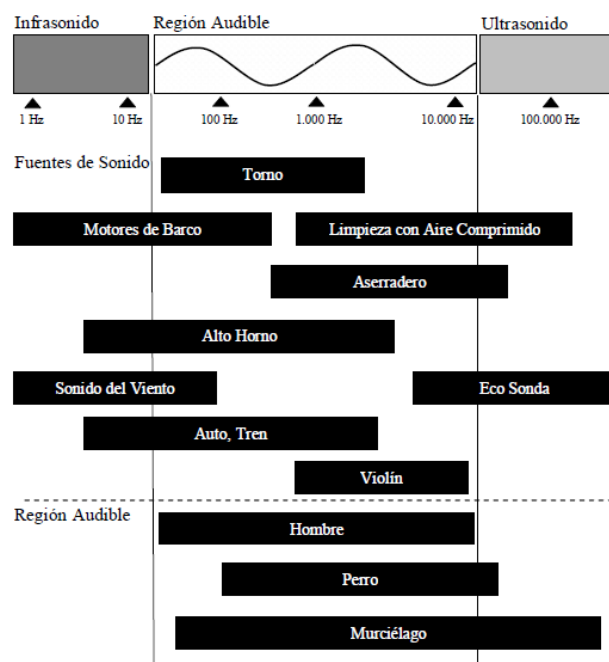 Infrasonido Región Audible Ultrasonido
1 Hz 10 Hz 100 Hz 1.000 Hz 10.000 Hz 100.000 Hz
Fuentes de Sonido
Torno
Motores de Barco Limpieza con Aire Comprimido
Aserradero
Alto Horno
Sonido del Viento Eco Sonda
Auto, Tren
Violín
Región Audible
Hombre
Perro
Murciélago